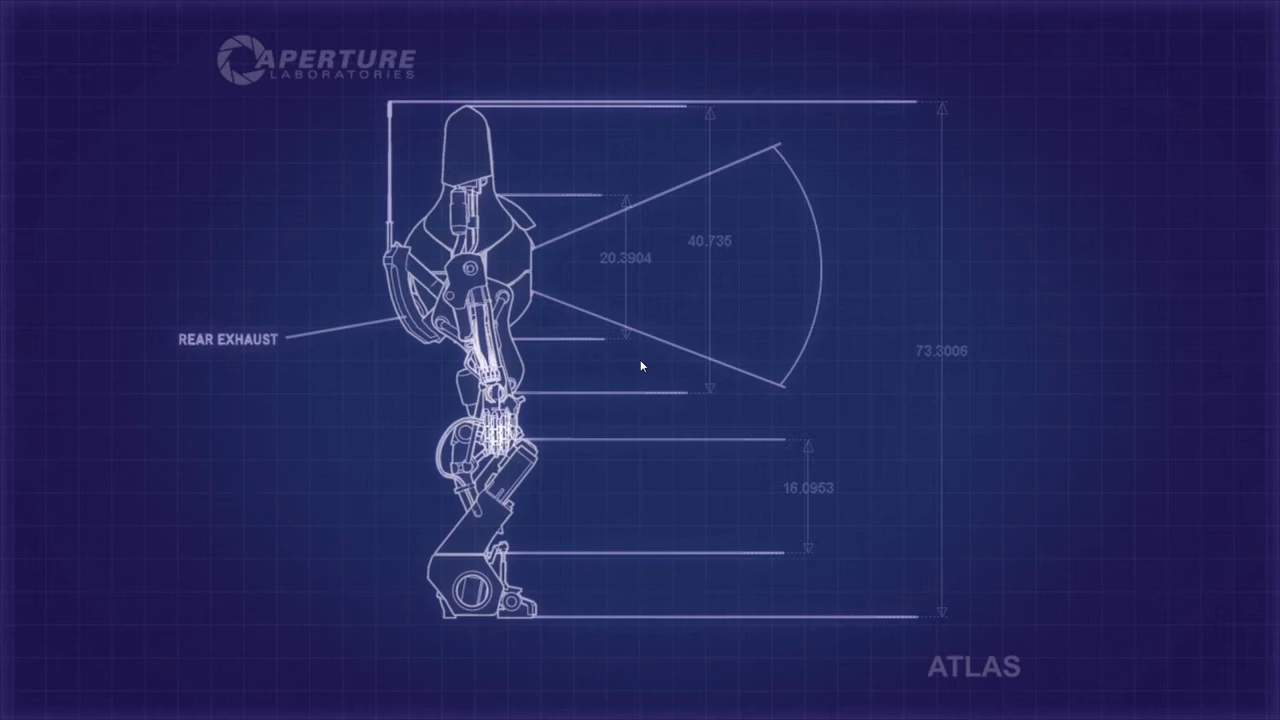 APERTURE
LABORATORIES
40.735
20.3904
REAR EXHAUST
73.3006
16.0953
ATLAS